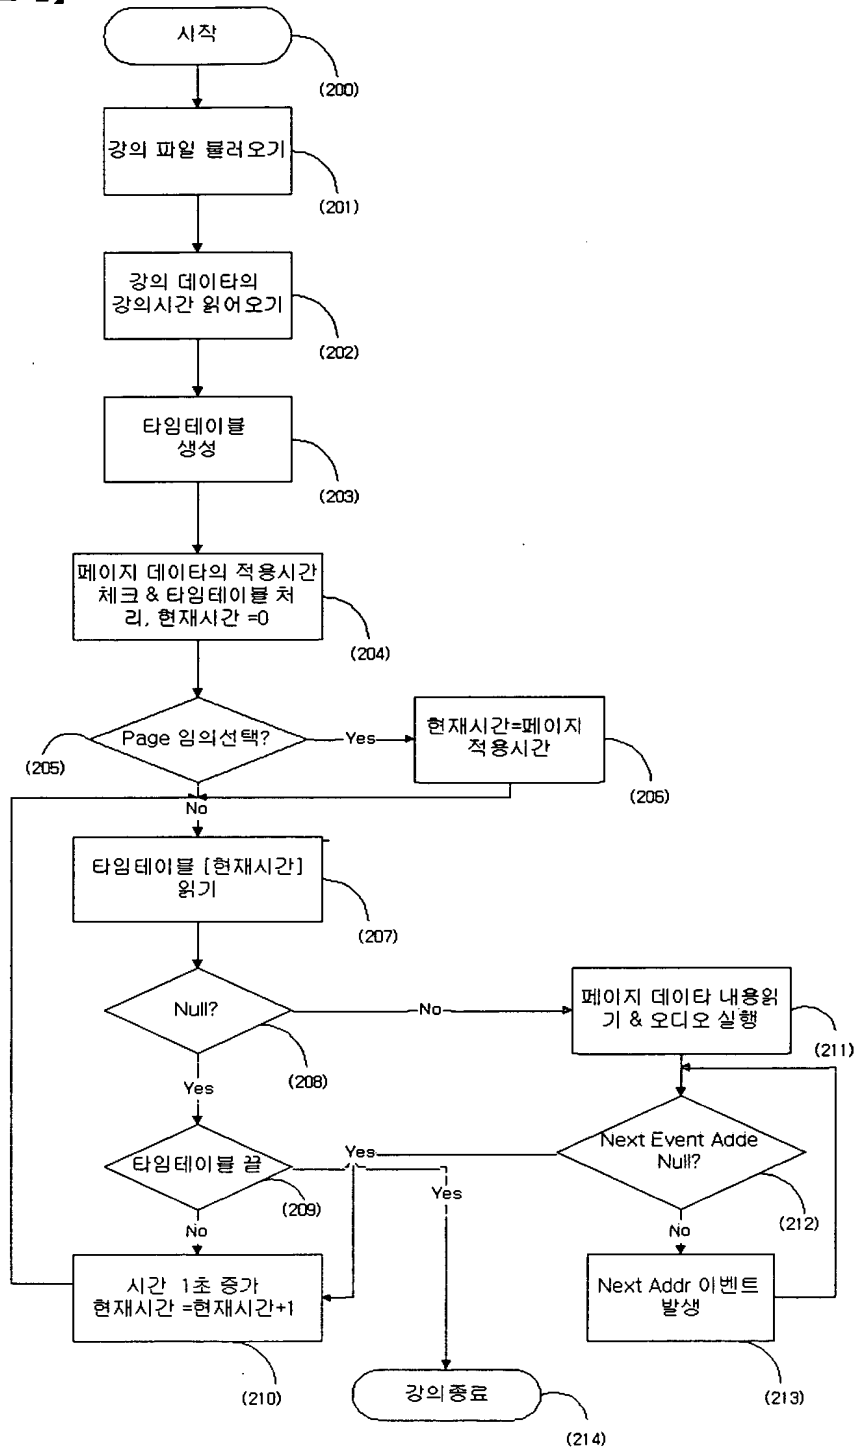 시작
(200)
강의 파일 불러오기
(201)
강의 데이타의
강의시간 읽어오기
(202)
타임테이블
생성
(203)
페이지 데이타의 적용시간
체크 & 타임테이블 처
리, 현재시간 =0
(204)
Page 임의선택?
(205)
Yes
현재시간=페이지
적용시간
(206)
No
타임테이블 [현재시간]
읽기
(207)
Null?
(208)
No
페이지 데이타 내용읽
기 & 오디오 실행
(211)
Yes
타임테이블 끝
(209)
Yes
Next Event Adde
Null?
(212)
Yes
No
No
시간 1초 증가
현재시간 =현재시간+1
(210)
Next Addr 이벤트
발생
(213)
강의종료
(214)